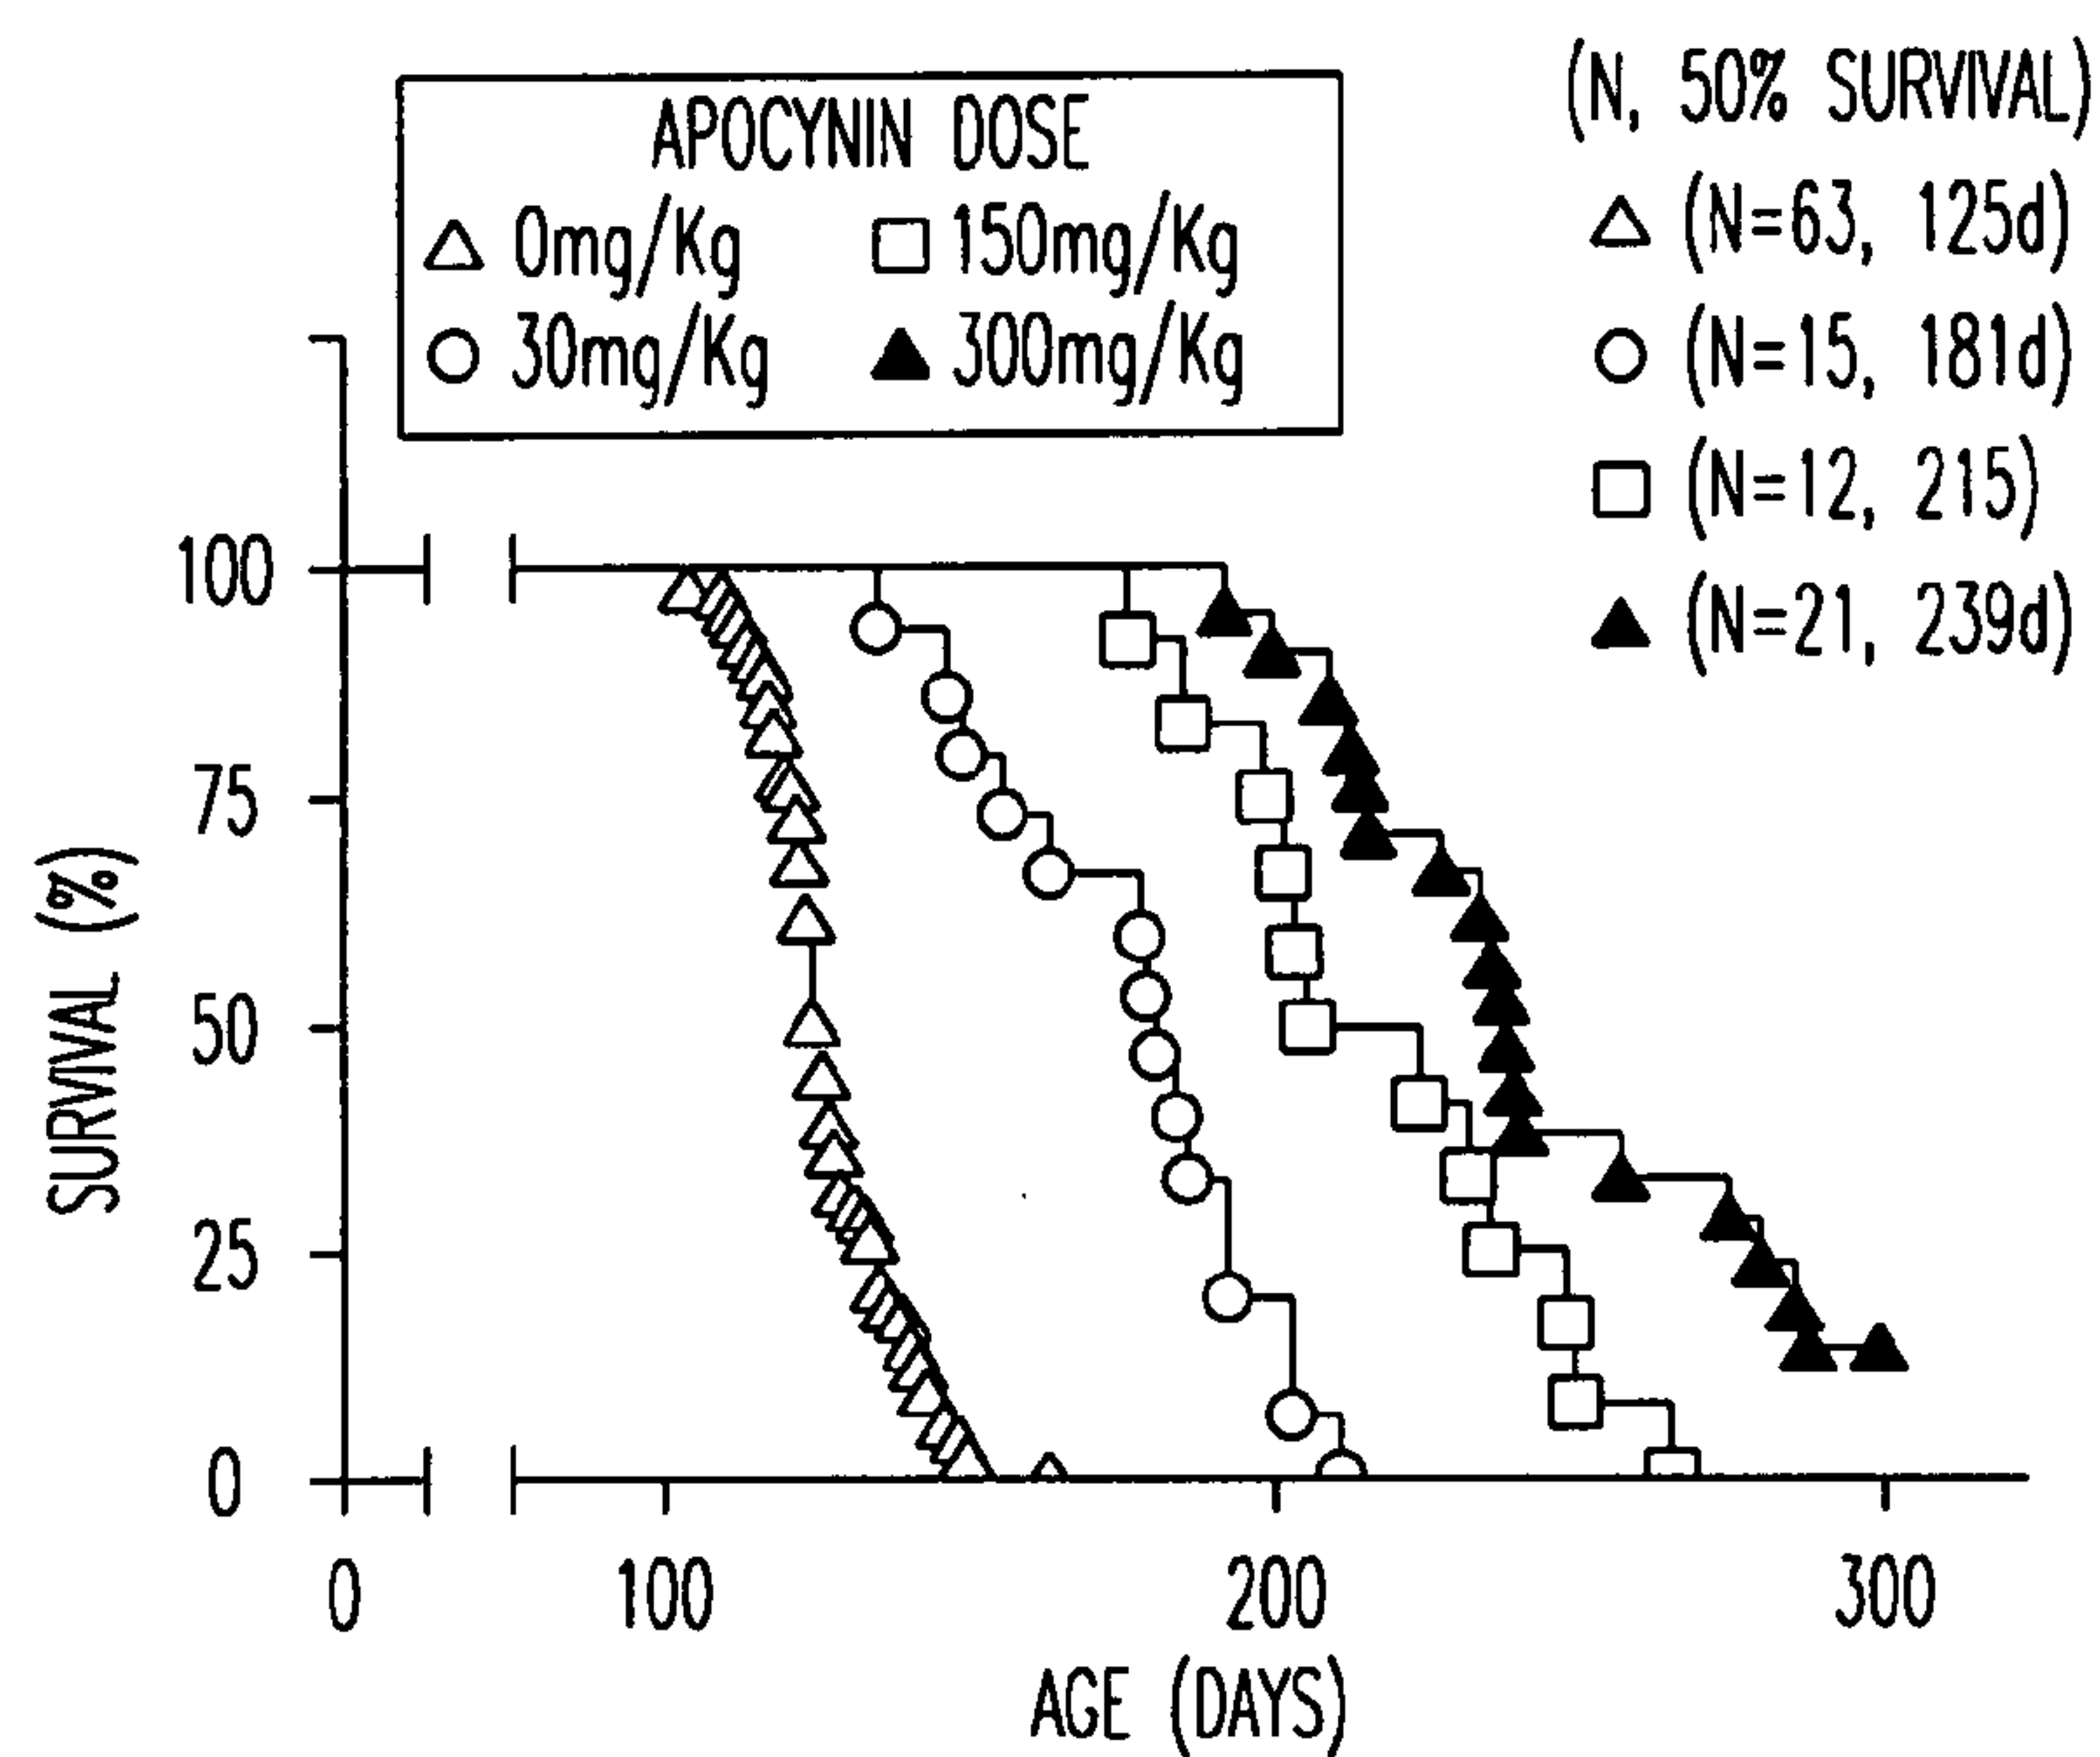 APOCYNIN DOSE
△ 0mg/Kg □ 150mg/Kg
○ 30mg/Kg ▲ 300mg/Kg
(N, 50% SURVIVAL)
△ (N=63, 125d)
○ (N=15, 181d)
□ (N=12, 215)
▲ (N=21, 239d)
SURVIVAL (%)
100
75
50
25
0
0 100 200 300
AGE (DAYS)